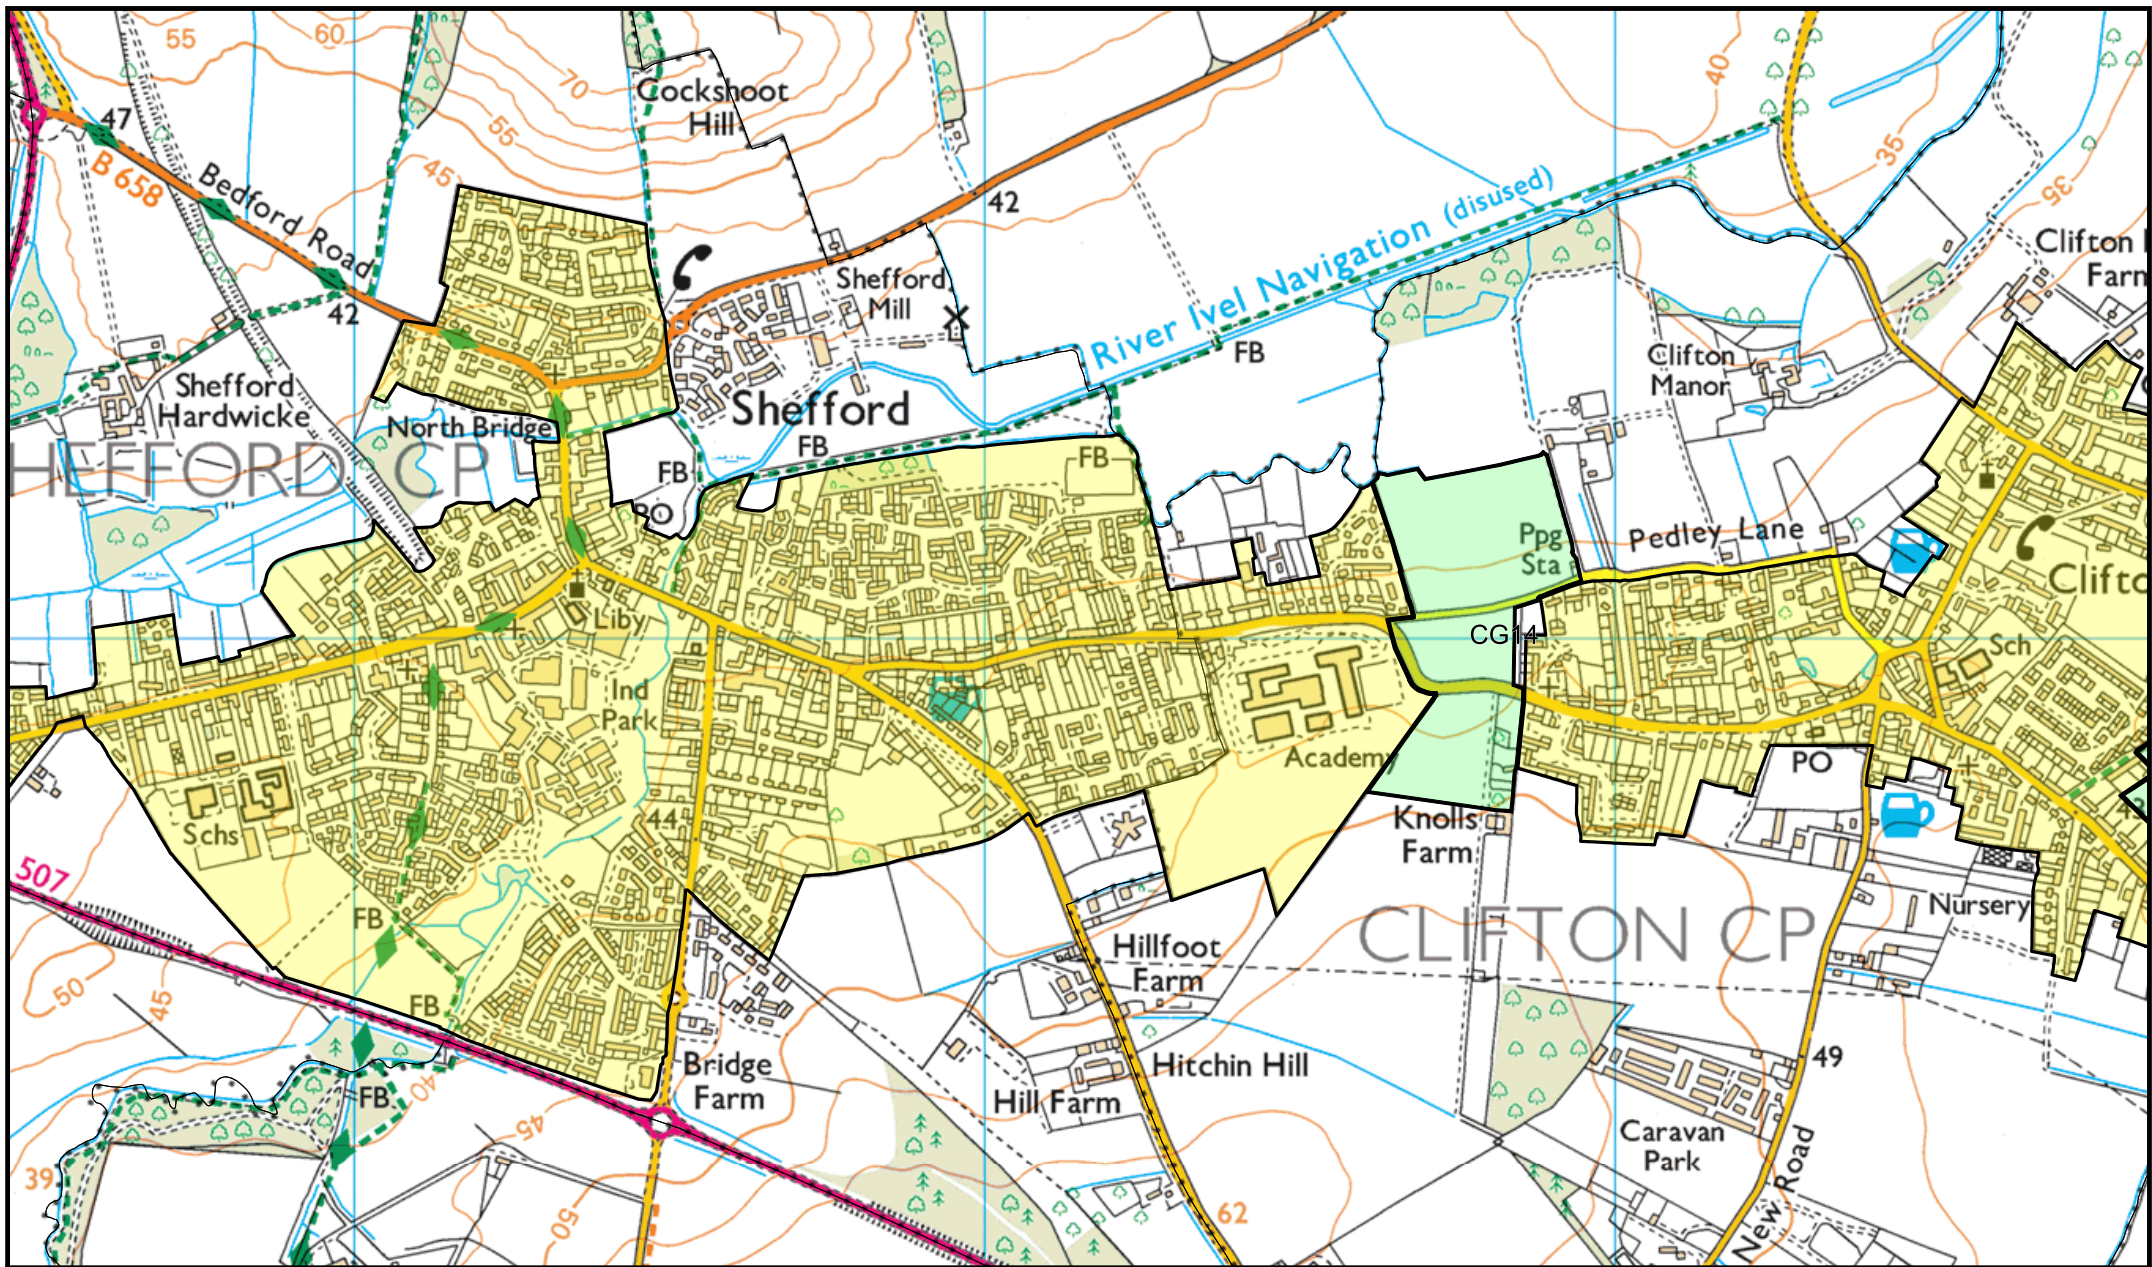 55
60
70
55
45
47
B 658
Bedford Road
42
Cockshoot
Hill
42
40
35
35
Shefford
Mill
Shefford
Hardwicke
North Bridge
Shefford
FB
FB
FB
FB
River Ivel Navigation (disused)
Clifton
Manor
Clifton
Farm
HEFFORD CP
PO
Ppg
Sta
Pedley Lane
CG14
Liby
Ind
Park
Sch
Schs
44
Academy
Knolls
Farm
PO
Nursery
507
FB
FB
FB
50
45
40
39
45
50
Bridge
Farm
Hillfoot
Farm
Hill Farm
Hitchin Hill
62
CLIFTON CP
49
Caravan
Park
New Road